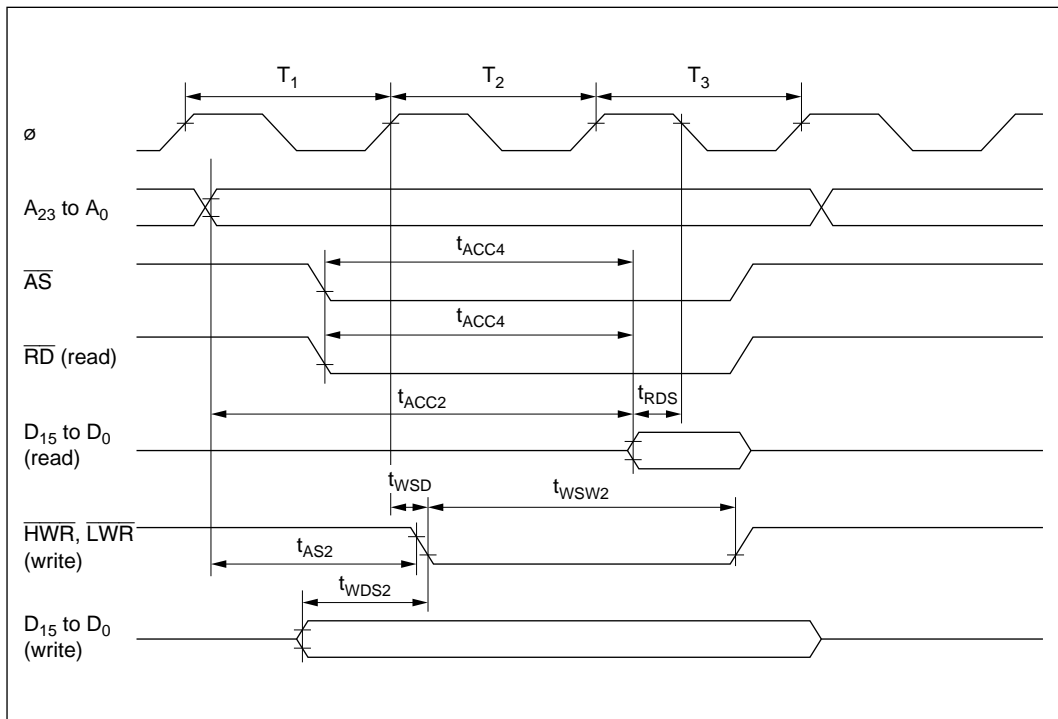 T1 T2 T3
ø
A23 to A0
tACC4
AS
tACC4
RD (read)
tACC2 tRDS
D15 to D0
(read)
tWSD tWSW2
HWR, LWR
(write)
tAS2
tWDS2
D15 to D0
(write)